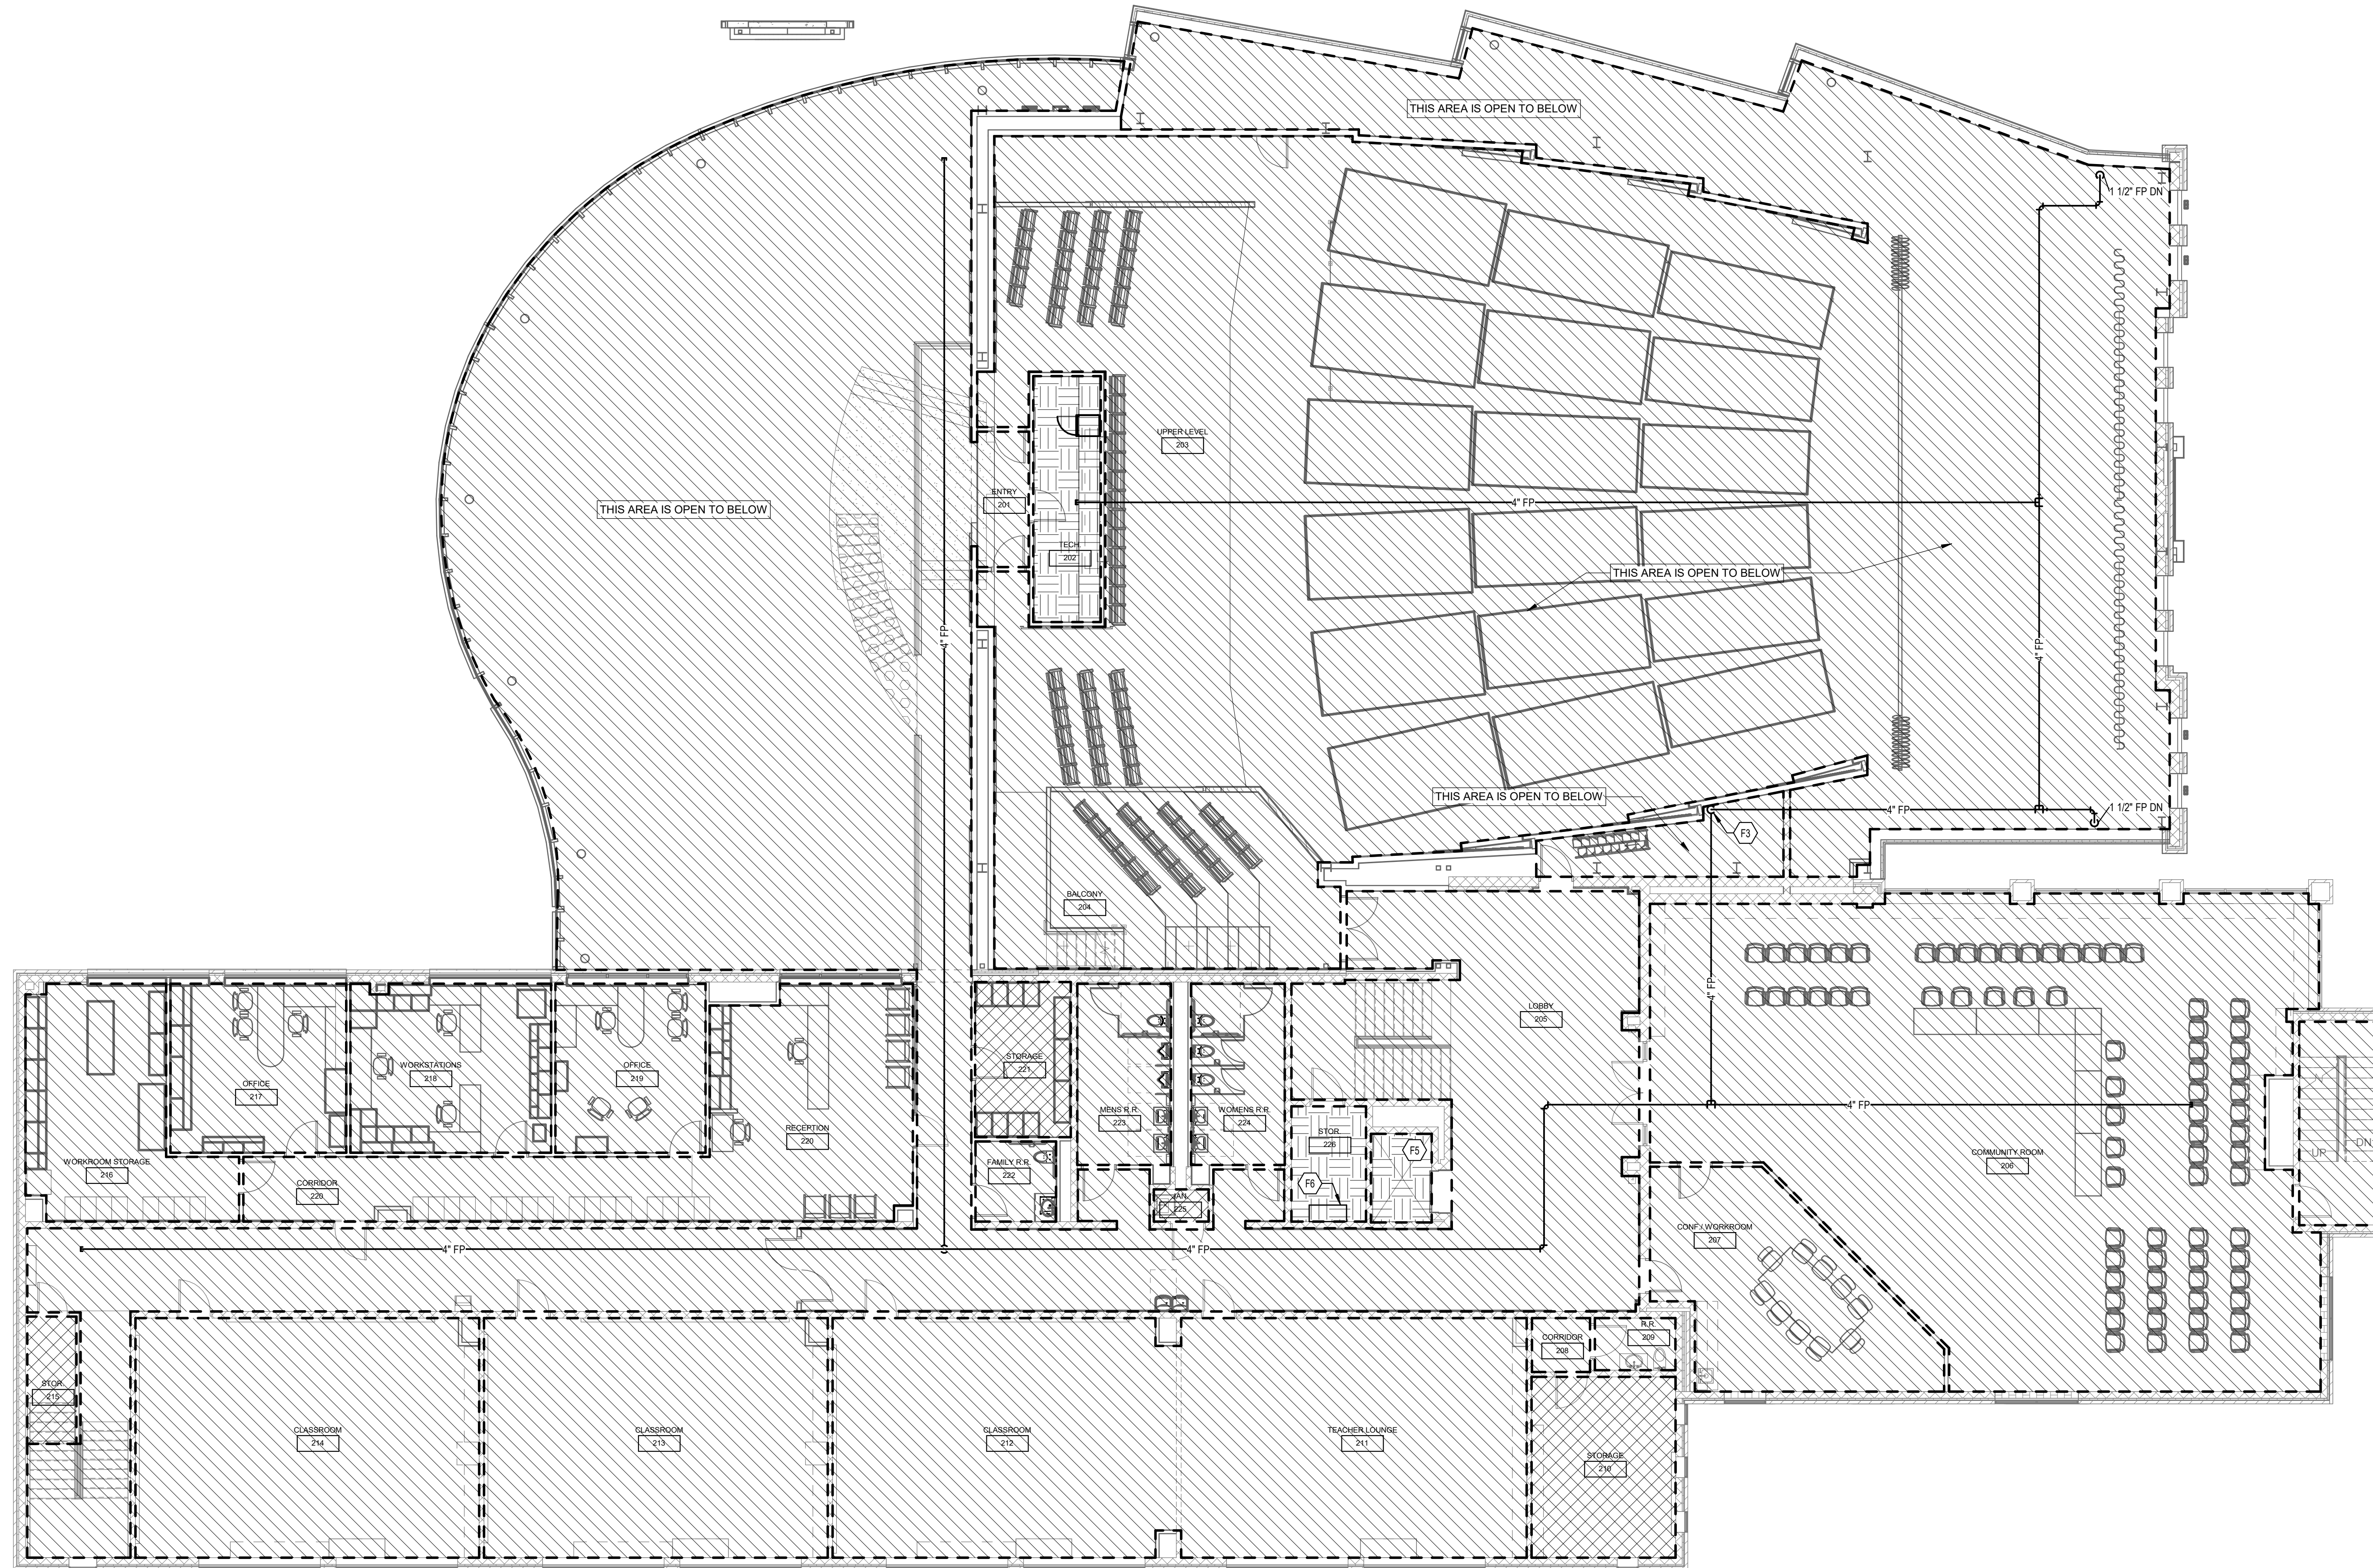 THIS AREA IS OPEN TO BELOW
1 1/2" FP DN
UPPER LEVEL
203
THIS AREA IS OPEN TO BELOW
ENTRY
201
4" FP
TECH.
202
THIS AREA IS OPEN TO BELOW
4" FP
4" FP
THIS AREA IS OPEN TO BELOW
4" FP
1 1/2" FP DN
F3
BALCONY
204
4" FP
LOBBY
205
STORAGE
221
WORKSTATIONS
218
OFFICE
219
OFFICE
217
MENS R.R.
223
WOMENS R.R.
224
4" FP
RECEPTION
220
STOR.
226
F5
COMMUNITY ROOM
206
DN
UP
WORKROOM STORAGE
216
CORRIDOR
220
FAMILY R.R.
222
F6
JAN.
225
CONF./ WORKROOM
207
4" FP
4" FP
CORRIDOR
208
R.R.
209
STOR.
215
CLASSROOM
214
CLASSROOM
213
CLASSROOM
212
TEACHER LOUNGE
211
STORAGE
210